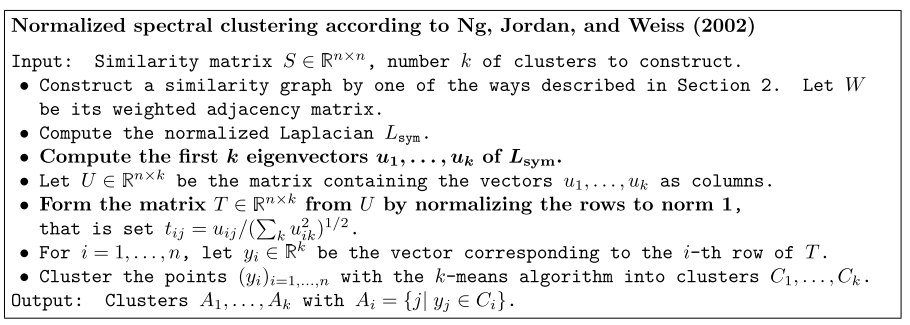 Normalized spectral clustering according to Ng, Jordan, and Weiss (2002)
Input: Similarity matrix $S \in \mathbb{R}^{n \times n}$, number $k$ of clusters to construct.
• Construct a similarity graph by one of the ways described in Section 2. Let $W$
be its weighted adjacency matrix.
• Compute the normalized Laplacian $L_{\text{sym}}$.
• Compute the first $k$ eigenvectors $u_1, \ldots, u_k$ of $L_{\text{sym}}$.
• Let $U \in \mathbb{R}^{n \times k}$ be the matrix containing the vectors $u_1, \ldots, u_k$ as columns.
• Form the matrix $T \in \mathbb{R}^{n \times k}$ from $U$ by normalizing the rows to norm 1,
that is set $t_{ij} = u_{ij}/(\sum_k u_{ik}^2)^{1/2}$.
• For $i = 1, \ldots, n$, let $y_i \in \mathbb{R}^k$ be the vector corresponding to the $i$-th row of $T$.
• Cluster the points $(y_i)_{i=1,\ldots,n}$ with the $k$-means algorithm into clusters $C_1, \ldots, C_k$.
Output: Clusters $A_1, \ldots, A_k$ with $A_i = \{j |\, y_j \in C_i\}$.